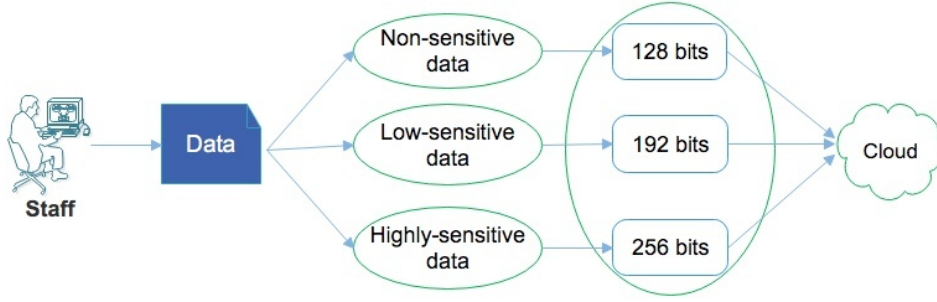 Staff
Data
Non-sensitive
data
Low-sensitive
data
Highly-sensitive
data
128 bits
192 bits
256 bits
Cloud